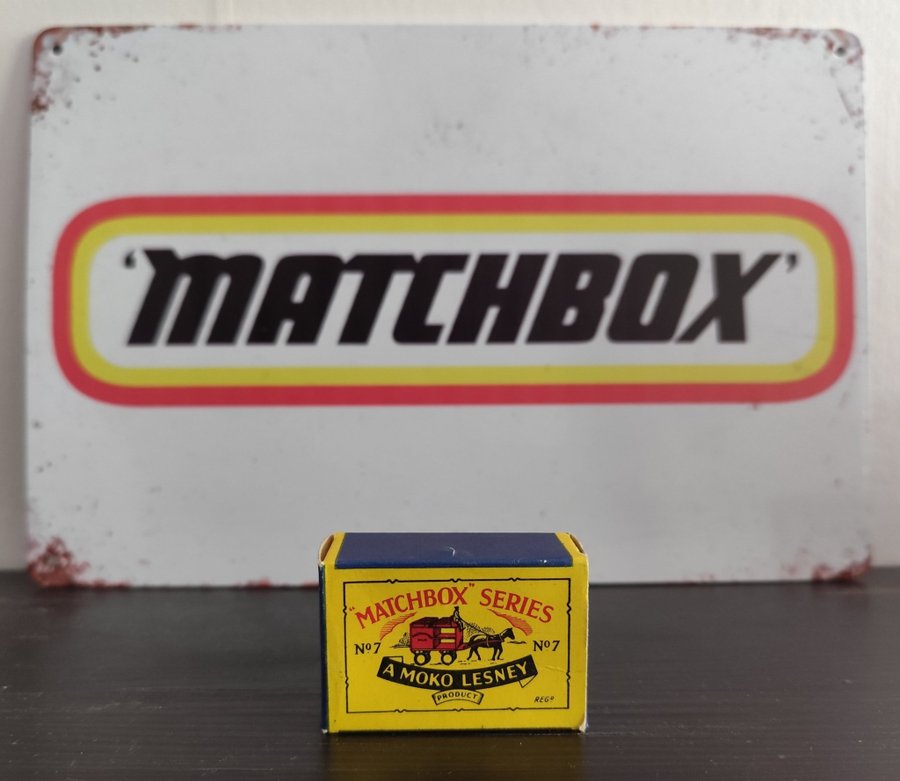 'MATCHBOX'
"MATCHBOX" SERIES
Nº7 Nº7
A MOKO LESNEY
PRODUCT
REGD